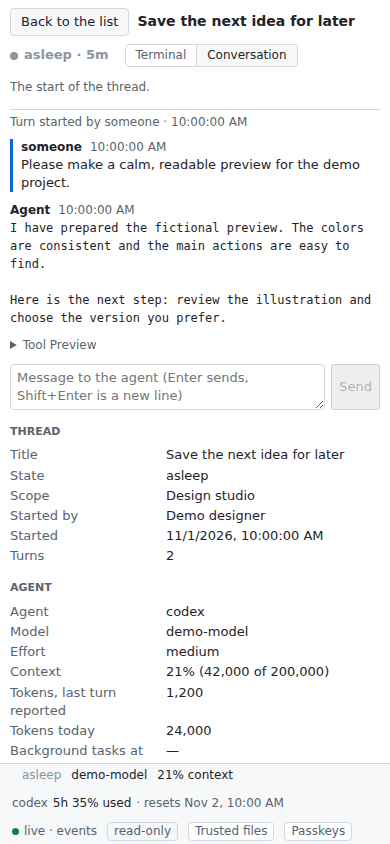 Back to the list Save the next idea for later
asleep · 5m Terminal Conversation
The start of the thread.
Turn started by someone · 10:00:00 AM
someone 10:00:00 AM
Please make a calm, readable preview for the demo
project.
Agent 10:00:00 AM
I have prepared the fictional preview. The colors
are consistent and the main actions are easy to
find.
Here is the next step: review the illustration and
choose the version you prefer.
Tool Preview
Message to the agent (Enter sends,
Shift+Enter is a new line)
Send
THREAD
Title Save the next idea for later
State asleep
Scope Design studio
Started by Demo designer
Started 11/1/2026, 10:00:00 AM
Turns 2
AGENT
Agent codex
Model demo-model
Effort medium
Context 21% (42,000 of 200,000)
Tokens, last turn 1,200
reported
Tokens today 24,000
Background tasks at —
asleep demo-model 21% context
codex 5h 35% used · resets Nov 2, 10:00 AM
live · events read-only Trusted files Passkeys